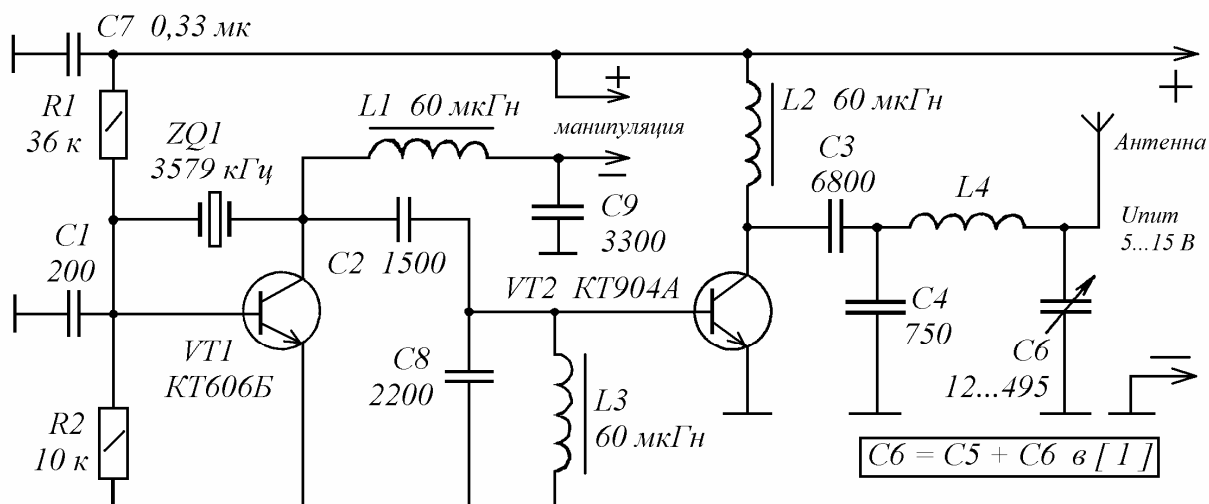 C7 0,33 мк
R1
36 к
ZQ1
3579 кГц
L1 60 мкГн
+
манипуляция
−
L2 60 мкГн
+
Антенна
C3
6800
L4
Uпит
5...15 В
C1
200
C2 1500
C9
3300
VT1
КТ606Б
VT2 КТ904А
C8
2200
L3
60 мкГн
C4
750
C6
12...495
−
R2
10 к
C6 = C5 + C6 в [ 1 ]